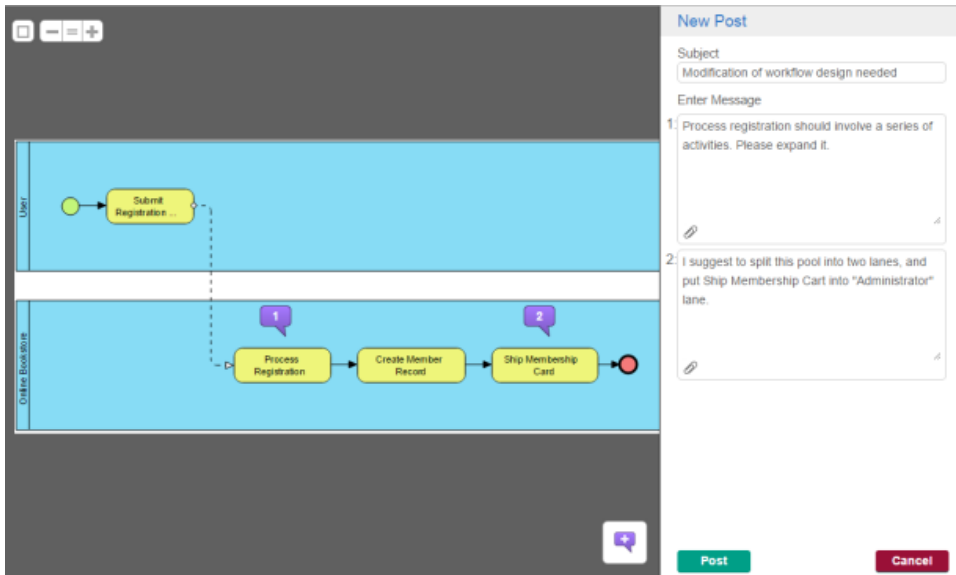 New Post
Subject
Modification of workflow design needed
Enter Message
1:
Process registration should involve a series of
activities. Please expand it.
2:
I suggest to split this pool into two lanes, and
put Ship Membership Cart into "Administrator"
lane.
Post
Cancel
User
Submit
Registration ...
Online Bookstore
1
Process
Registration
Create Member
Record
2
Ship Membership
Card